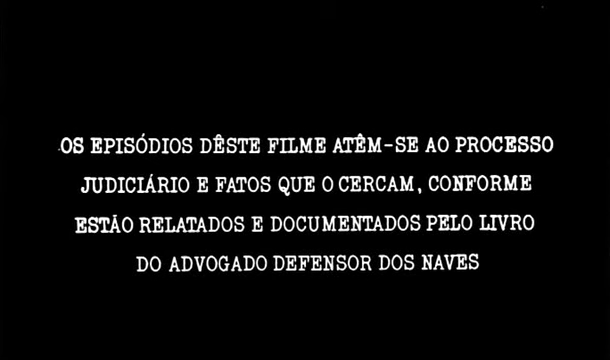 OS EPISÓDIOS DÊSTE FILME ATÊM-SE AO PROCESSO
JUDICIÁRIO E FATOS QUE O CERCAM, CONFORME
ESTÃO RELATADOS E DOCUMENTADOS PELO LIVRO
DO ADVOGADO DEFENSOR DOS NAVES